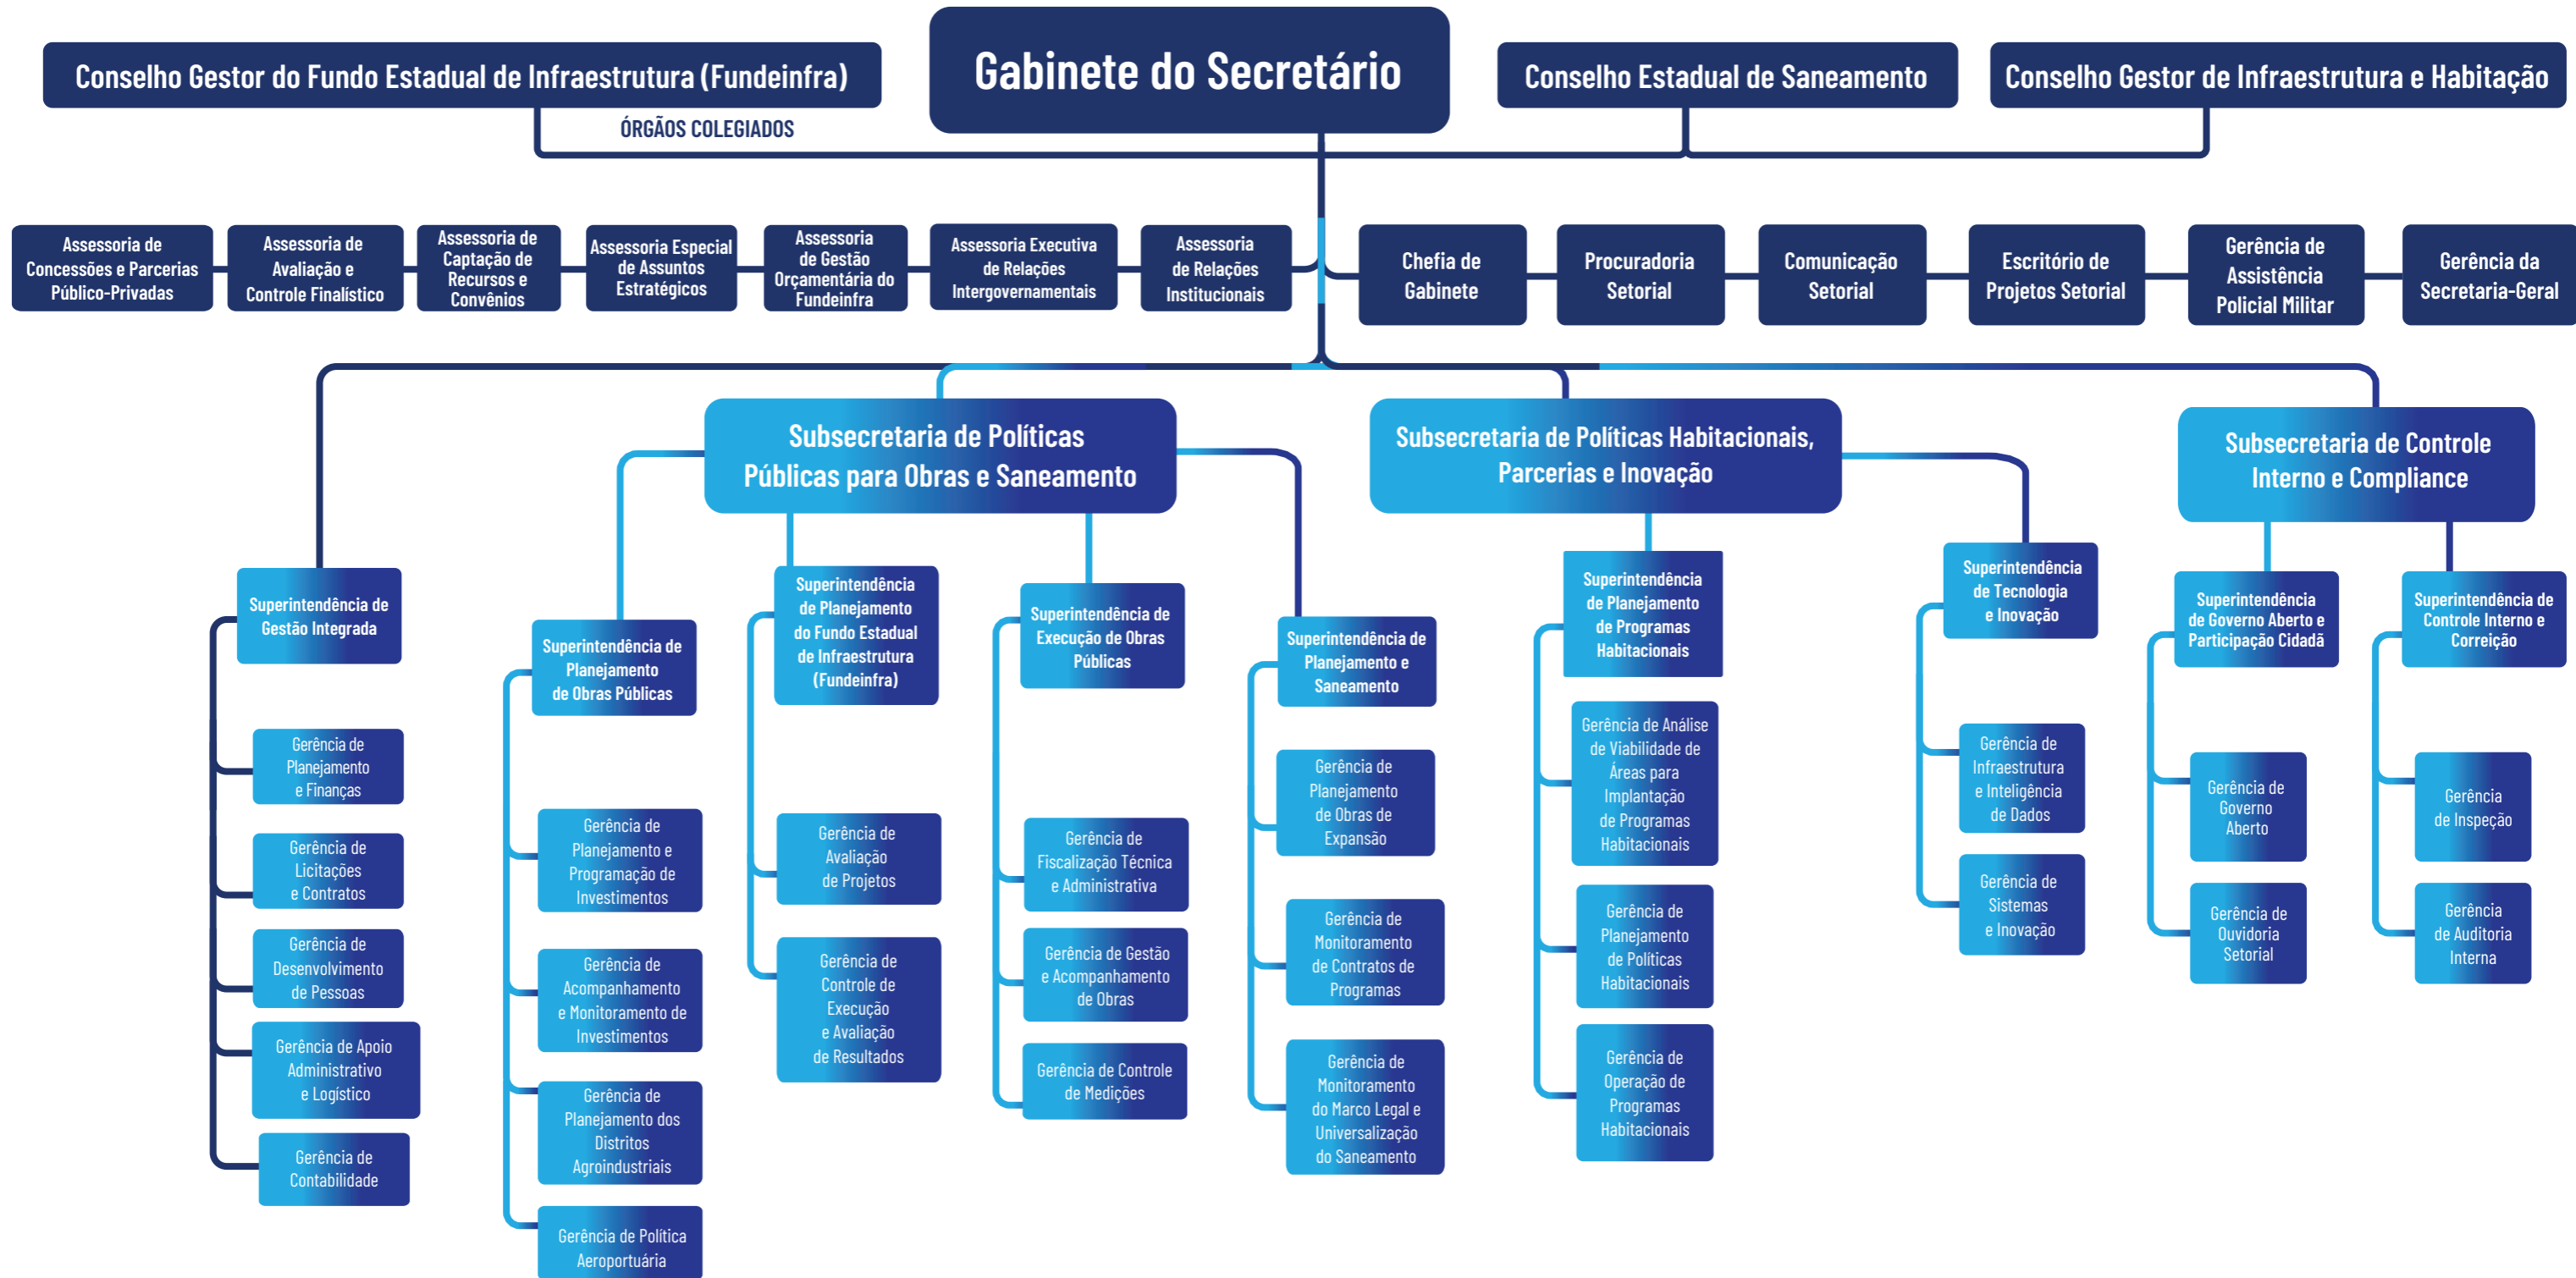 Conselho Gestor do Fundo Estadual de Infraestrutura (Fundeinfra)
Gabinete do Secretário
Conselho Estadual de Saneamento
Conselho Gestor de Infraestrutura e Habitação
ÓRGÃOS COLEGIADOS
Assessoria de
Concessões e Parcerias
Público-Privadas
Assessoria de
Avaliação e
Controle Finalístico
Assessoria de
Captação de
Recursos e
Convênios
Assessoria Especial
de Assuntos
Estratégicos
Assessoria
de Gestão
Orçamentária do
Fundeinfra
Assessoria Executiva
de Relações
Intergovernamentais
Assessoria
de Relações
Institucionais
Chefia de
Gabinete
Procuradoria
Setorial
Comunicação
Setorial
Escritório de
Projetos Setorial
Gerência de
Assistência
Policial Militar
Gerência da
Secretaria-Geral
Subsecretaria de Políticas
Públicas para Obras e Saneamento
Subsecretaria de Políticas Habitacionais,
Parcerias e Inovação
Subsecretaria de Controle
Interno e Compliance
Superintendência de
Gestão Integrada
Gerência de
Planejamento
e Finanças
Gerência de
Licitações
e Contratos
Gerência de
Desenvolvimento
de Pessoas
Gerência de Apoio
Administrativo
e Logístico
Gerência de
Contabilidade
Superintendência de
Planejamento
de Obras Públicas
Gerência de
Planejamento e
Programação de
Investimentos
Gerência de
Acompanhamento
e Monitoramento de
Investimentos
Gerência de
Planejamento dos
Distritos
Agroindustriais
Gerência de Política
Aeroportuária
Superintendência
de Planejamento
do Fundo Estadual
de Infraestrutura
(Fundeinfra)
Gerência de
Avaliação
de Projetos
Gerência de
Controle de
Execução
e Avaliação
de Resultados
Superintendência de
Execução de Obras
Públicas
Gerência de
Fiscalização Técnica
e Administrativa
Gerência de Gestão
e Acompanhamento
de Obras
Gerência de Controle
de Medições
Superintendência de
Planejamento e
Saneamento
Gerência de
Planejamento
de Obras de
Expansão
Gerência de
Monitoramento
de Contratos de
Programas
Gerência de
Monitoramento
do Marco Legal e
Universalização
do Saneamento
Superintendência
de Planejamento
de Programas
Habitacionais
Gerência de Análise
de Viabilidade de
Áreas para
Implantação
de Programas
Habitacionais
Gerência de
Planejamento
de Políticas
Habitacionais
Gerência de
Operação de
Programas
Habitacionais
Superintendência
de Tecnologia
e Inovação
Gerência de
Infraestrutura
e Inteligência
de Dados
Gerência de
Sistemas
e Inovação
Superintendência
de Governo Aberto e
Participação Cidadã
Gerência de
Governo
Aberto
Gerência de
Ouvidoria
Setorial
Superintendência de
Controle Interno e
Correição
Gerência
de Inspeção
Gerência
de Auditoria
Interna